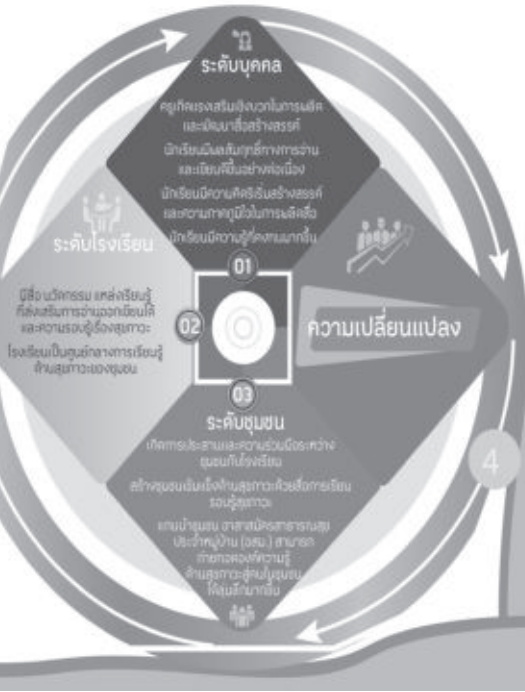 ระดับบุคคล
ครูเกิดแรงเสริมเชิงบวกในการผลิต
และพัฒนาสื่อสร้างสรรค์
นักเรียนมีผลสัมฤทธิ์ทางการอ่าน
และเขียนดีขึ้นอย่างต่อเนื่อง
นักเรียนมีความคิดริเริ่มสร้างสรรค์
และความภาคภูมิใจในการผลิตสื่อ
นักเรียนมีความรู้ที่คงทนมากขึ้น
01
ระดับโรงเรียน
มีสื่อ นวัตกรรม แหล่งเรียนรู้
ที่ส่งเสริมการอ่านออกเขียนได้
และความรอบรู้เรื่องสุขภาวะ
โรงเรียนเป็นศูนย์กลางการเรียนรู้
ด้านสุขภาวะของชุมชน
02
ความเปลี่ยนแปลง
03
ระดับชุมชน
เกิดการประสานและความร่วมมือระหว่าง
ชุมชนกับโรงเรียน
สร้างชุมชนเข้มแข็งด้านสุขภาวะด้วยสื่อการเรียน
รอบรู้สุขภาวะ
แกนนำชุมชน อาสาสมัครสาธารณสุข
ประจำหมู่บ้าน (อสม.) สามารถ
ถ่ายทอดองค์ความรู้
ด้านสุขภาวะสู่คนในชุมชน
ได้ลุ่มลึกมากขึ้น
4